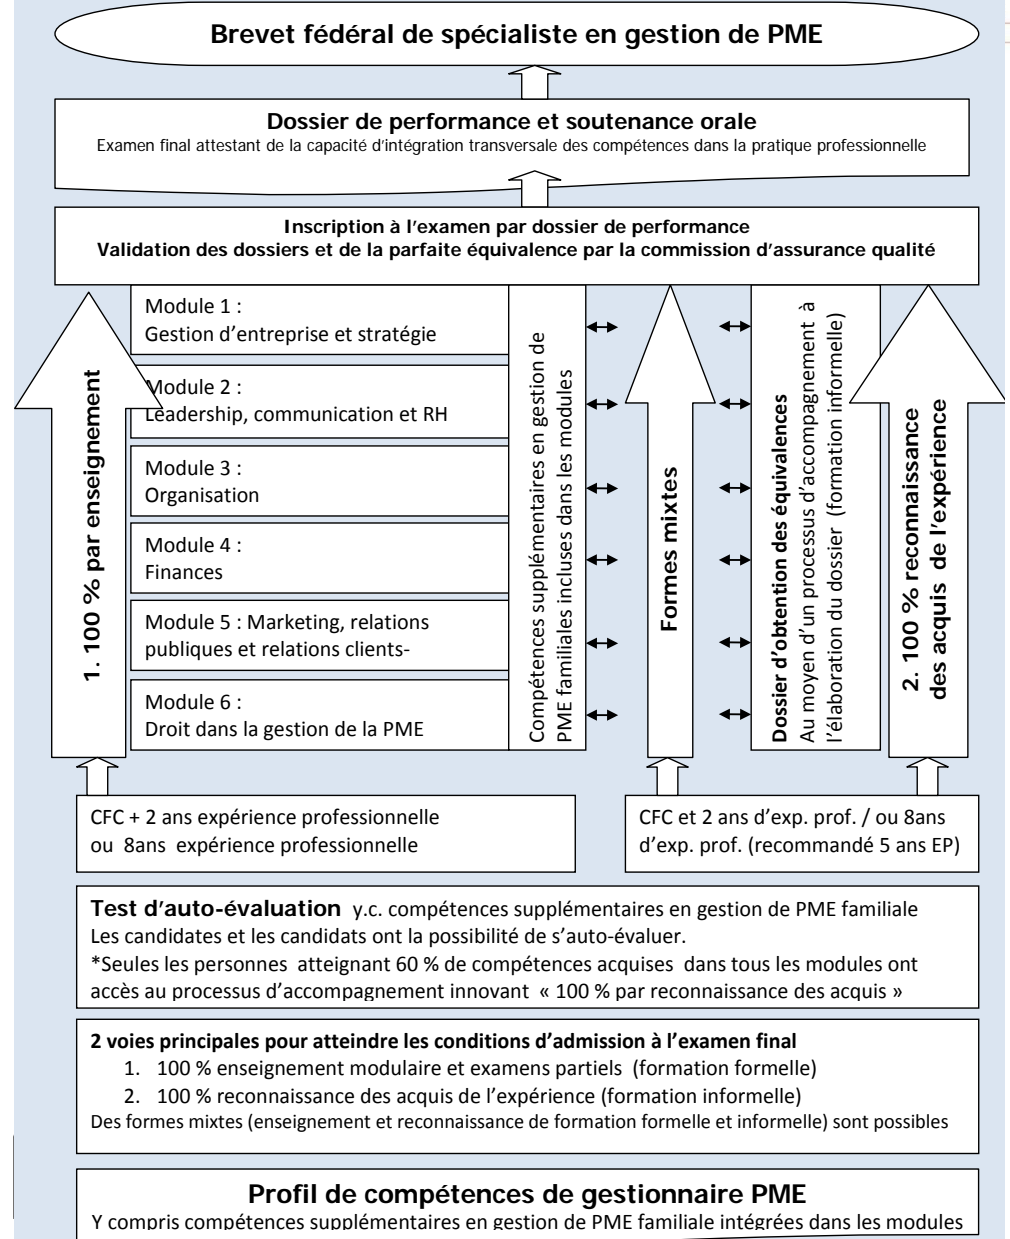 Brevet fédéral de spécialiste en gestion de PME
Dossier de performance et soutenance orale
Examen final attestant de la capacité d'intégration transversale des compétences dans la pratique professionnelle
Inscription à l'examen par dossier de performance
Validation des dossiers et de la parfaite équivalence par la commission d'assurance qualité
1. 100 % par enseignement
Module 1 :
Gestion d'entreprise et stratégie
Module 2 :
Leadership, communication et RH
Module 3 :
Organisation
Module 4 :
Finances
Module 5 : Marketing, relations
publiques et relations clients-
Module 6 :
Droit dans la gestion de la PME
Compétences supplémentaires en gestion de
PME familiales incluses dans les modules
Formes mixtes
Dossier d'obtention des équivalences
Au moyen d'un processus d'accompagnement à
l'élaboration du dossier (formation informelle)
2. 100 % reconnaissance
des acquis de l'expérience
CFC + 2 ans expérience professionnelle
ou 8ans expérience professionnelle
CFC et 2 ans d'exp. prof. / ou 8ans
d'exp. prof. (recommandé 5 ans EP)
Test d'auto-évaluation y.c. compétences supplémentaires en gestion de PME familiale
Les candidates et les candidats ont la possibilité de s'auto-évaluer.
*Seules les personnes atteignant 60 % de compétences acquises dans tous les modules ont
accès au processus d'accompagnement innovant « 100 % par reconnaissance des acquis »
2 voies principales pour atteindre les conditions d'admission à l'examen final
1. 100 % enseignement modulaire et examens partiels (formation formelle)
2. 100 % reconnaissance des acquis de l'expérience (formation informelle)
Des formes mixtes (enseignement et reconnaissance de formation formelle et informelle) sont possibles
Profil de compétences de gestionnaire PME
Y compris compétences supplémentaires en gestion de PME familiale intégrées dans les modules